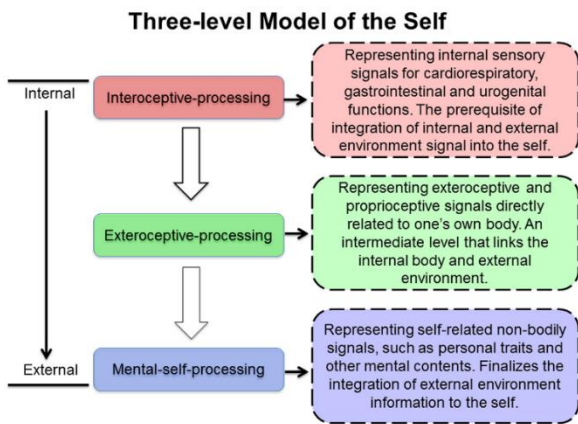 Three-level Model of the Self
Internal
Interoceptive-processing
Representing internal sensory
signals for cardiorespiratory,
gastrointestinal and urogenital
functions. The prerequisite of
integration of internal and external
environment signal into the self.
Exteroceptive-processing
Representing exteroceptive and
proprioceptive signals directly
related to one's own body. An
intermediate level that links the
internal body and external
environment.
External
Mental-self-processing
Representing self-related non-bodily
signals, such as personal traits and
other mental contents. Finalizes the
integration of external environment
information to the self.